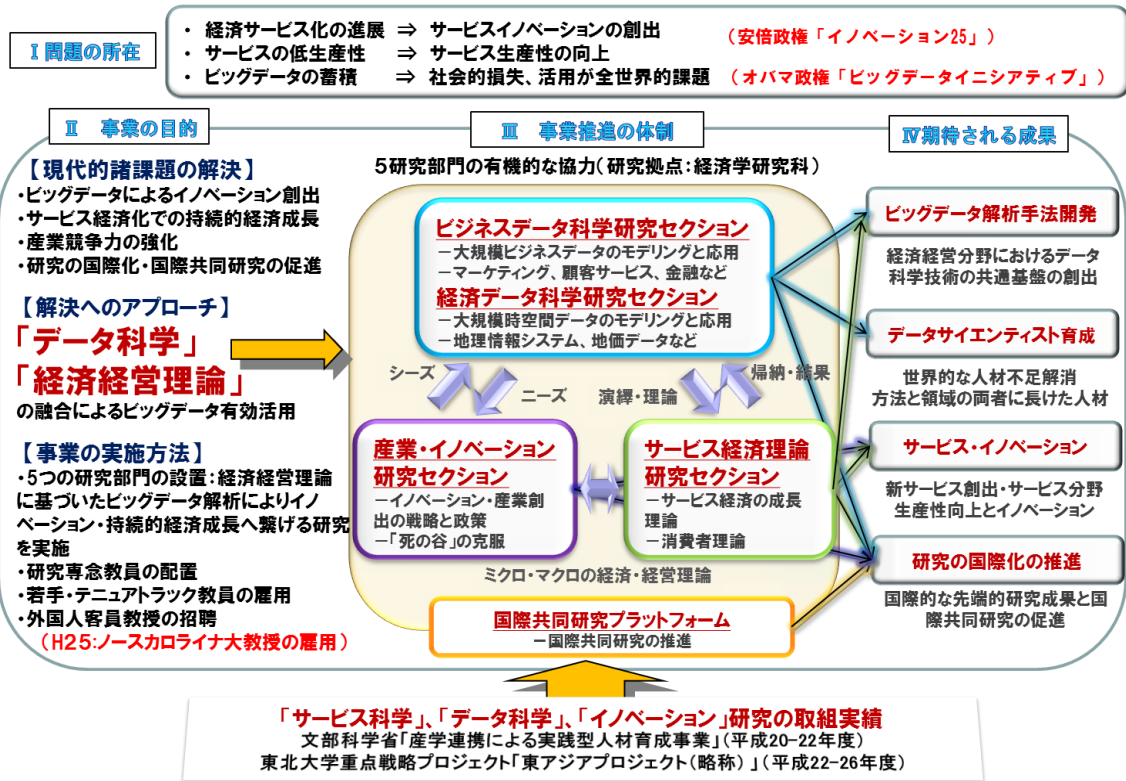 Ⅰ問題の所在
・ 経済サービス化の進展 ⇒ サービスイノベーションの創出 （安倍政権「イノベーション25」）
・ サービスの低生産性 ⇒ サービス生産性の向上
・ ビッグデータの蓄積 ⇒ 社会的損失、活用が全世界的課題 （オバマ政権「ビッグデータイニシアティブ」）
Ⅱ 事業の目的
【現代的諸課題の解決】
・ビッグデータによるイノベーション創出
・サービス経済化での持続的経済成長
・産業競争力の強化
・研究の国際化・国際共同研究の促進
【解決へのアプローチ】
「データ科学」
「経済経営理論」
の融合によるビッグデータ有効活用
【事業の実施方法】
・5つの研究部門の設置：経済経営理論
に基づいたビッグデータ解析によりイノ
ベーション・持続的経済成長へ繋げる研究
を実施
・研究専念教員の配置
・若手・テニュアトラック教員の雇用
・外国人客員教授の招聘
（H25：ノースカロライナ大教授の雇用）
Ⅲ 事業推進の体制
5研究部門の有機的な協力（研究拠点：経済学研究科）
ビジネスデータ科学研究セクション
－大規模ビジネスデータのモデリングと応用
－マーケティング、顧客サービス、金融など
経済データ科学研究セクション
－大規模時空間データのモデリングと応用
－地理情報システム、地価データなど
シーズ
ニーズ
演繹・理論
帰納・結果
産業・イノベーション
研究セクション
－イノベーション・産業創
出の戦略と政策
－「死の谷」の克服
サービス経済理論
研究セクション
－サービス経済の成長
理論
－消費者理論
ミクロ・マクロの経済・経営理論
国際共同研究プラットフォーム
－国際共同研究の推進
Ⅳ期待される成果
ビッグデータ解析手法開発
経済経営分野におけるデータ
科学技術の共通基盤の創出
データサイエンティスト育成
世界的な人材不足解消
方法と領域の両者に長けた人材
サービス・イノベーション
新サービス創出・サービス分野
生産性向上とイノベーション
研究の国際化の推進
国際的な先端的研究成果と国
際共同研究の促進
「サービス科学」、「データ科学」、「イノベーション」研究の取組実績
文部科学省「産学連携による実践型人材育成事業」（平成20-22年度）
東北大学重点戦略プロジェクト「東アジアプロジェクト（略称）」（平成22-26年度）